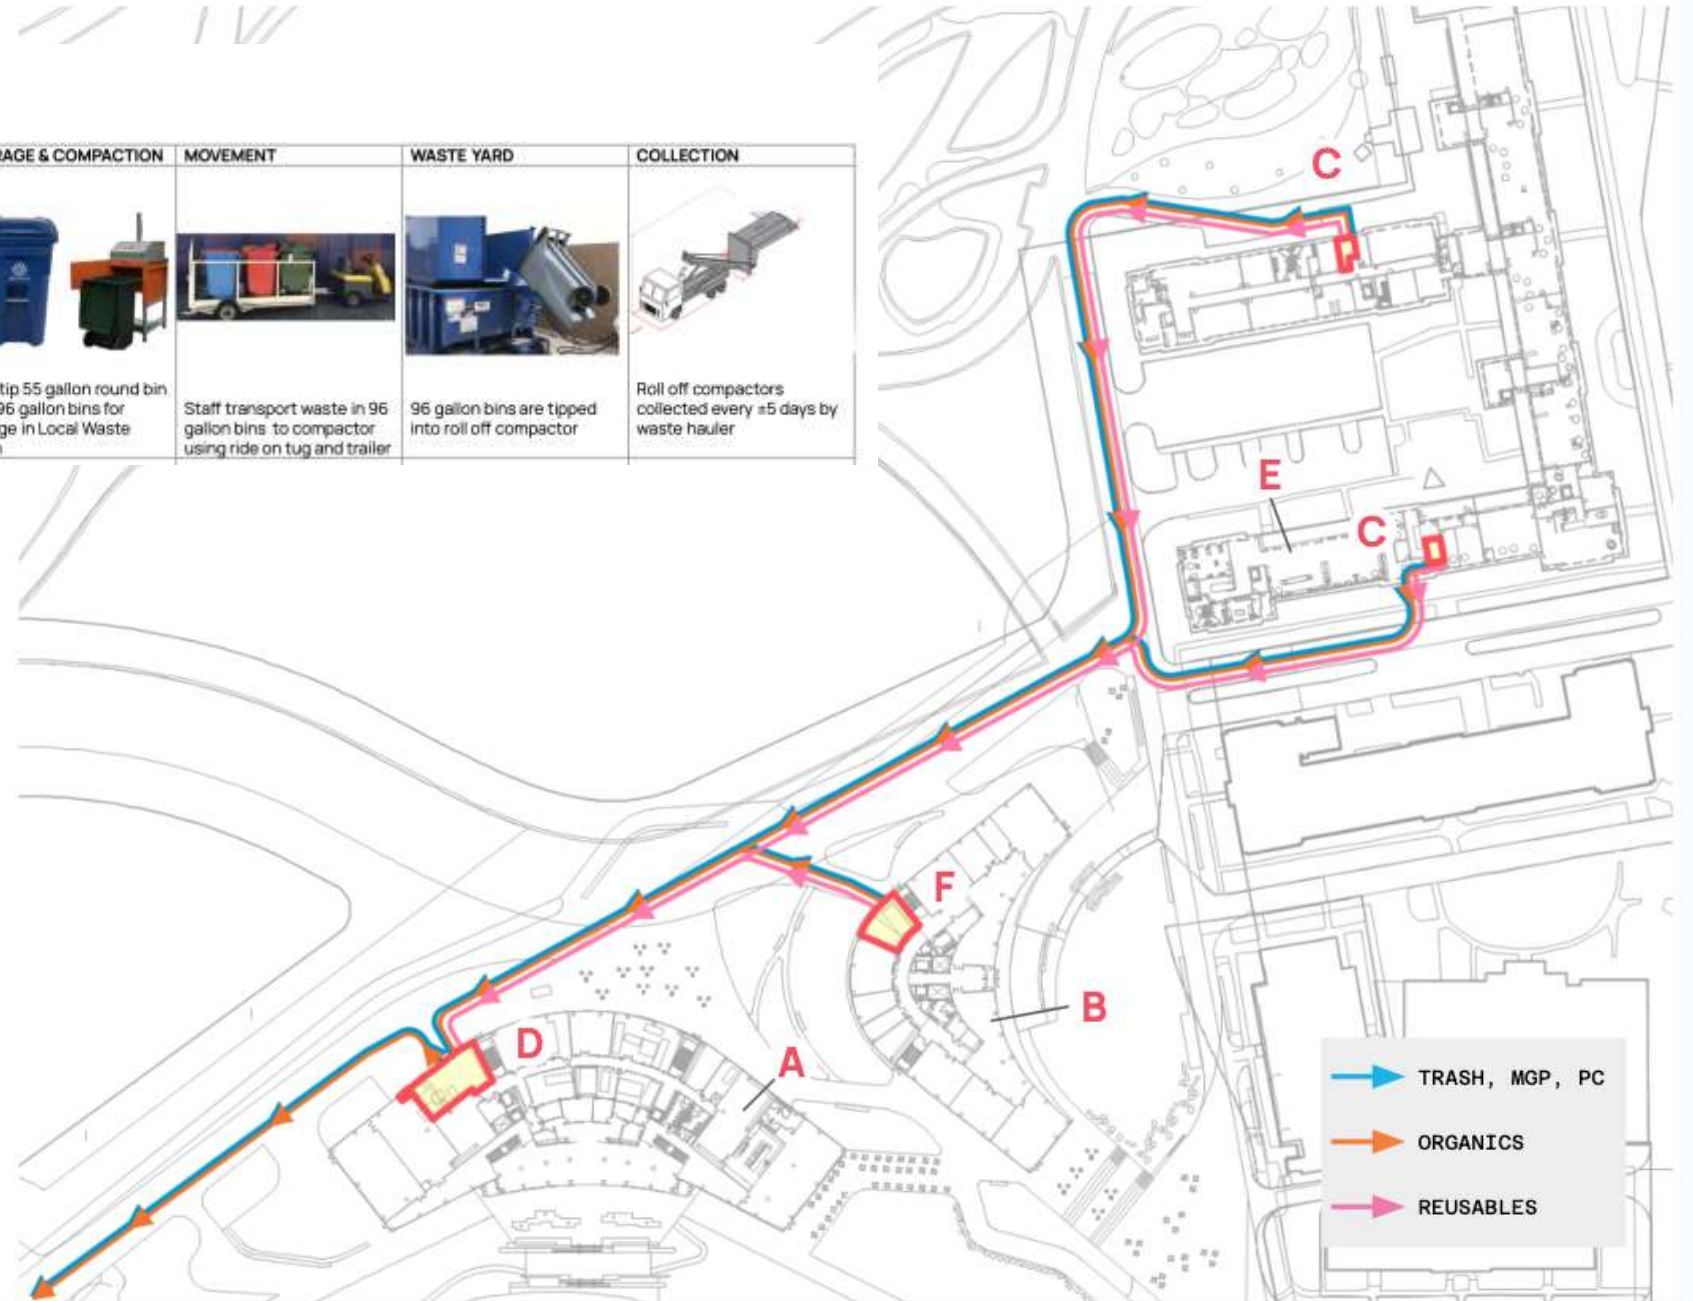 RAGE & COMPACTION
MOVEMENT
WASTE YARD
COLLECTION
tip 55 gallon round bin
96 gallon bins for
ge in Local Waste
Staff transport waste in 96
gallon bins to compactor
using ride on tug and trailer
96 gallon bins are tipped
into roll off compactor
Roll off compactors
collected every ±5 days by
waste hauler
C
E
C
F
B
D
A
TRASH, MGP, PC
ORGANICS
REUSABLES